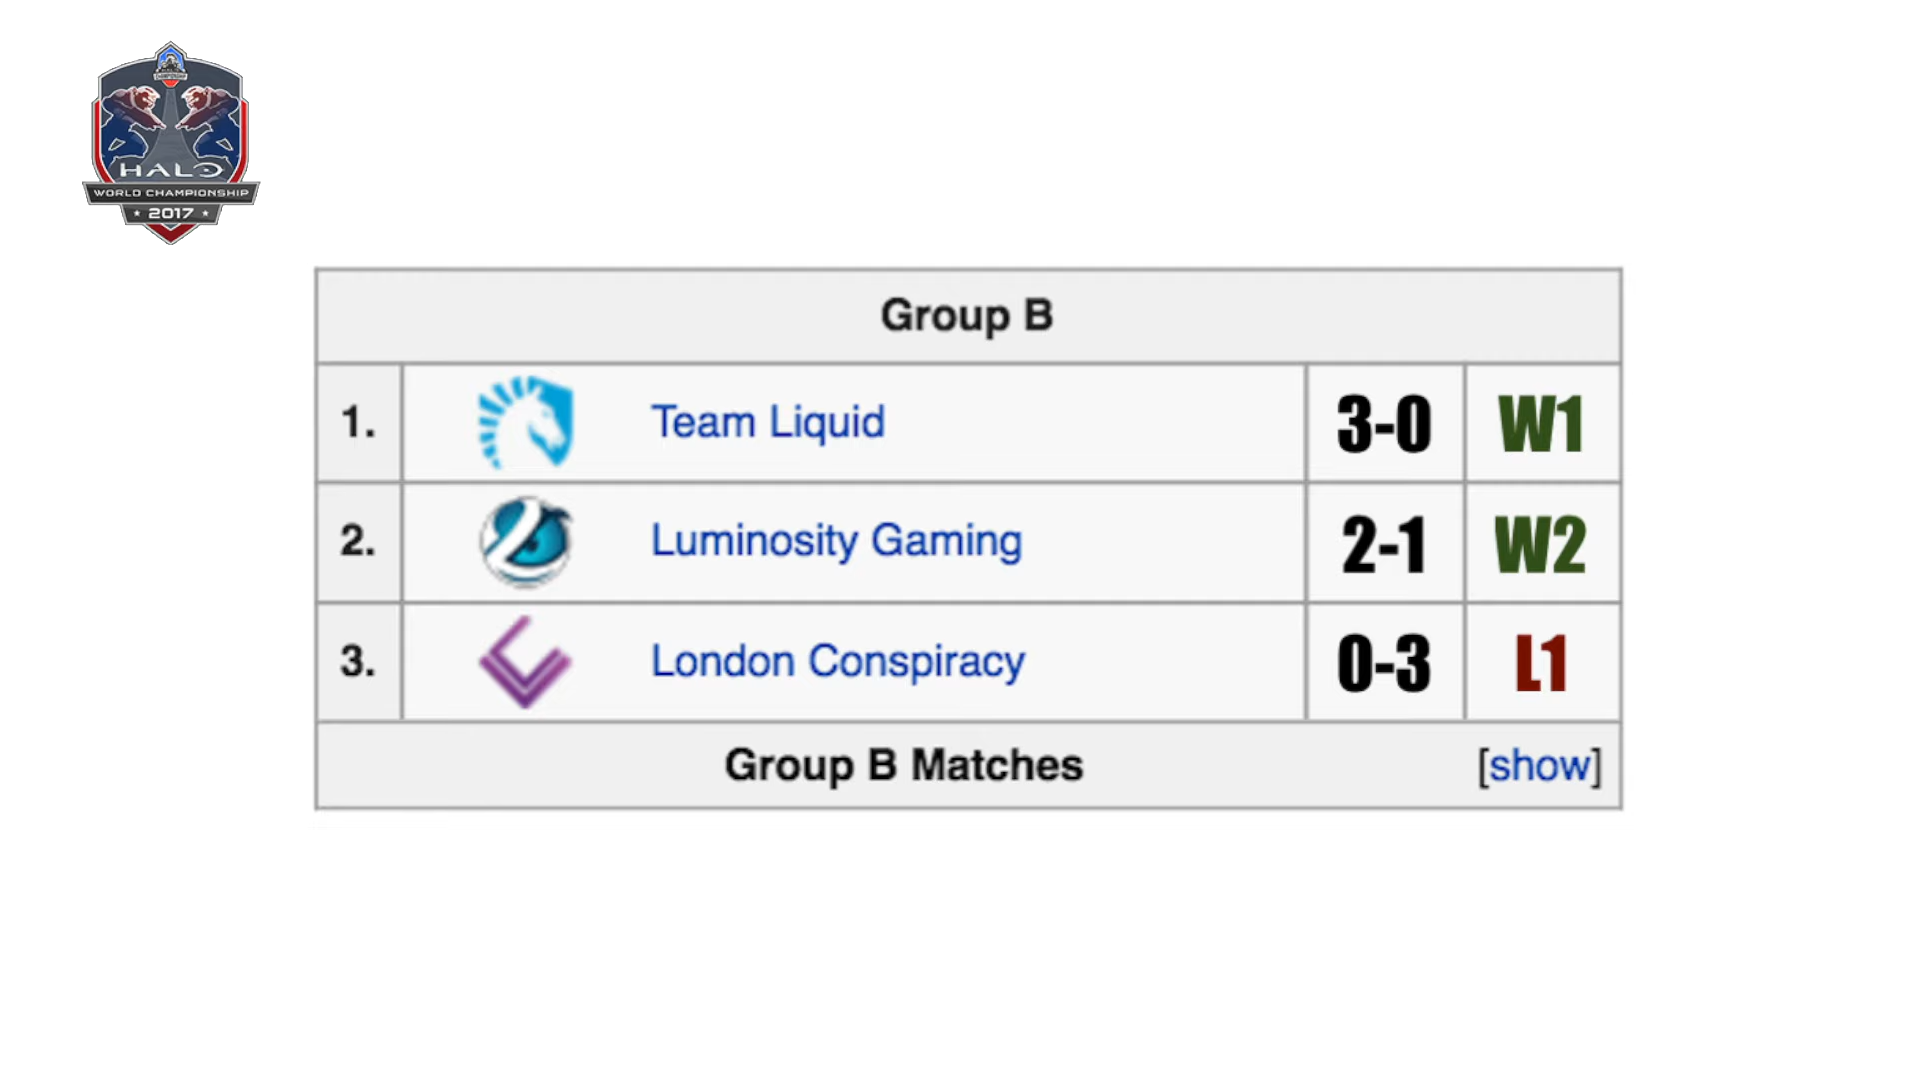 HALO
WORLD CHAMPIONSHIP
2017
Group B
1. Team Liquid 3-0 W1
2. Luminosity Gaming 2-1 W2
3. London Conspiracy 0-3 L1
Group B Matches [show]